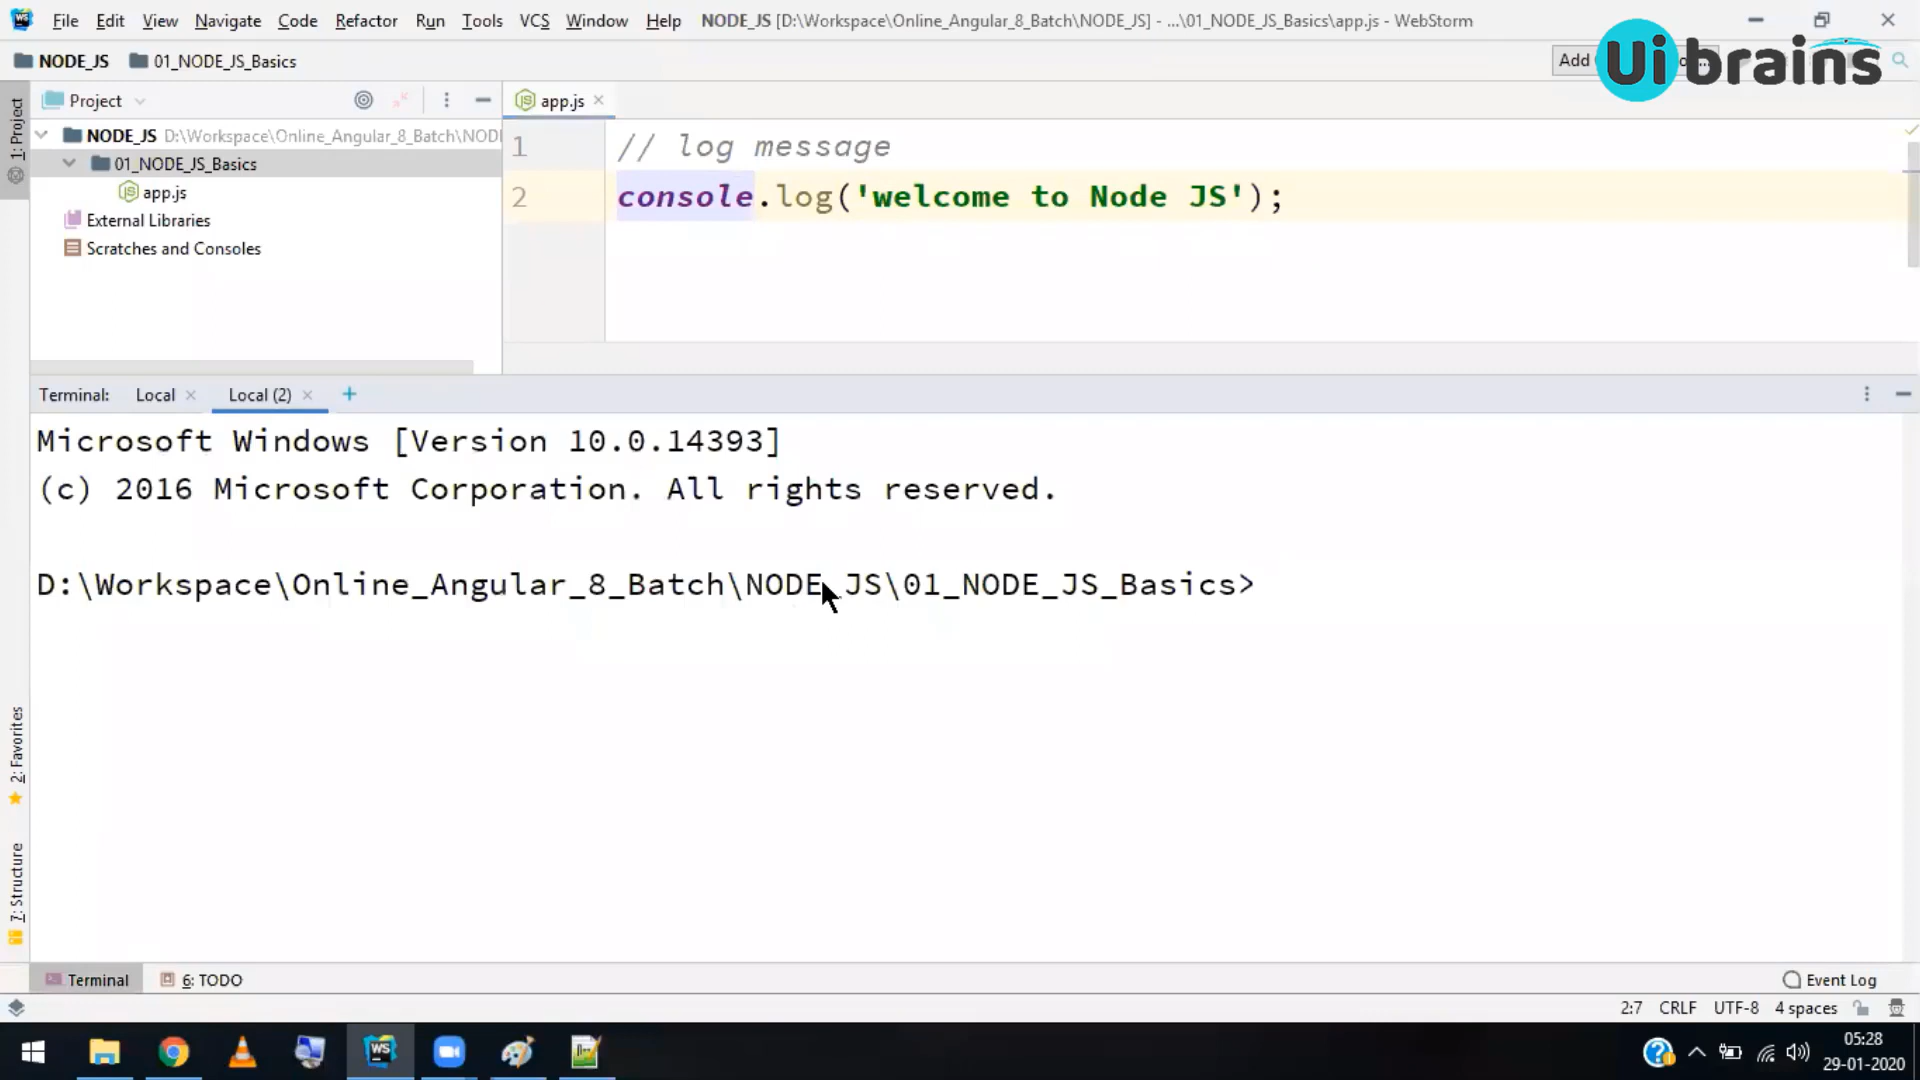 File Edit View Navigate Code Refactor Run Tools VCS Window Help NODE_JS [D:\Workspace\Online_Angular_8_Batch\NODE_JS] - ...\01_NODE_JS_Basics\app.js - WebStorm
NODE_JS 01_NODE_JS_Basics
Add
Uibrains
Project
app.js
1: Project
NODE_JS D:\Workspace\Online_Angular_8_Batch\NODE
01_NODE_JS_Basics
app.js
External Libraries
Scratches and Consoles
1 // log message
2 console.log('welcome to Node JS');
Terminal: Local Local (2)
Microsoft Windows [Version 10.0.14393]
(c) 2016 Microsoft Corporation. All rights reserved.
D:\Workspace\Online_Angular_8_Batch\NODE_JS\01_NODE_JS_Basics>
2: Favorites
7: Structure
Terminal 6: TODO Event Log
2:7 CRLF UTF-8 4 spaces
WS
05:28
29-01-2020